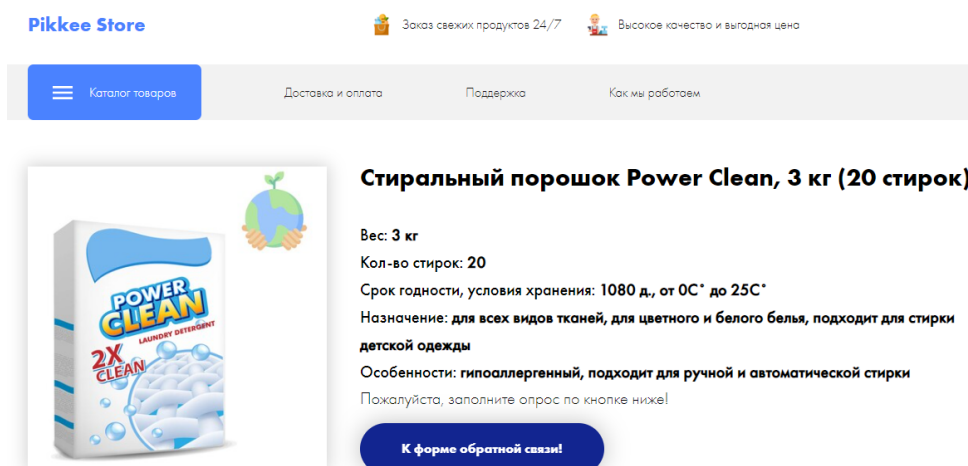 Pikkee Store
Заказ свежих продуктов 24/7
Высокое качество и выгодная цена
Каталог товаров
Доставка и оплата
Поддержка
Как мы работаем
Стиральный порошок Power Clean, 3 кг (20 стирок)
Вес: 3 кг
Кол-во стирок: 20
Срок годности, условия хранения: 1080 д., от 0С° до 25С°
Назначение: для всех видов тканей, для цветного и белого белья, подходит для стирки
детской одежды
Особенности: гипоаллергенный, подходит для ручной и автоматической стирки
Пожалуйста, заполните опрос по кнопке ниже!
К форме обратной связи!
POWER
CLEAN
LAUNDRY DETERGENT
2X
CLEAN